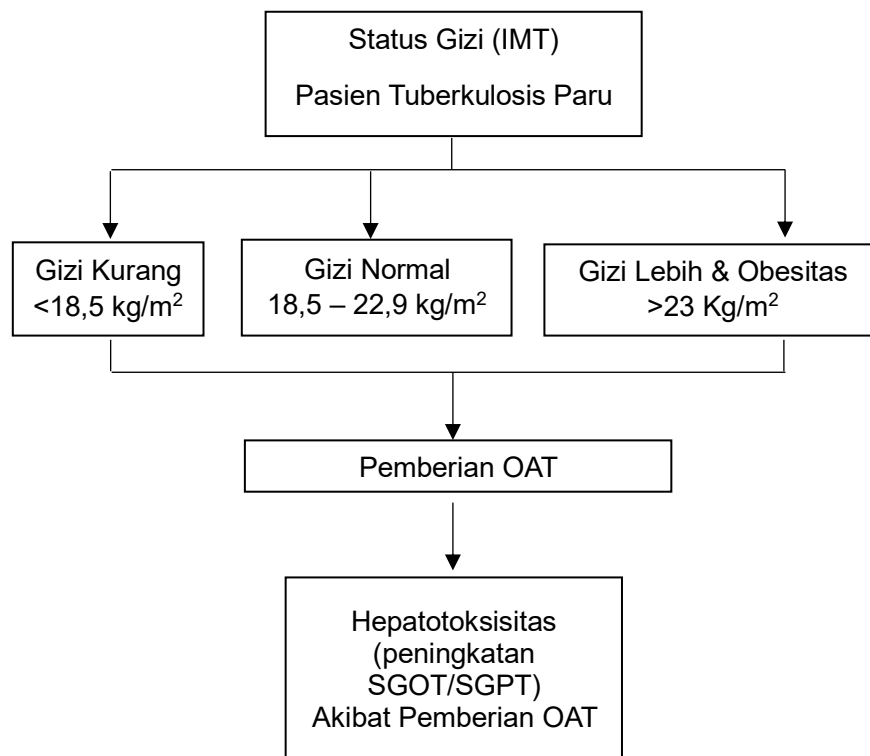 Status Gizi (IMT)
Pasien Tuberkulosis Paru
Gizi Kurang
<18,5 kg/m²
Gizi Normal
18,5 – 22,9 kg/m²
Gizi Lebih & Obesitas
>23 Kg/m²
Pemberian OAT
Hepatotoksisitas
(peningkatan
SGOT/SGPT)
Akibat Pemberian OAT